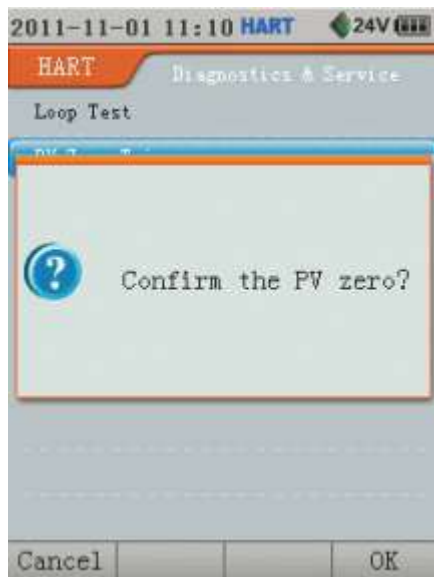 2011-11-01 11:10 HART 24V
HART Diagnostics & Service
Loop Test
?
Confirm the PV zero?
Cancel OK